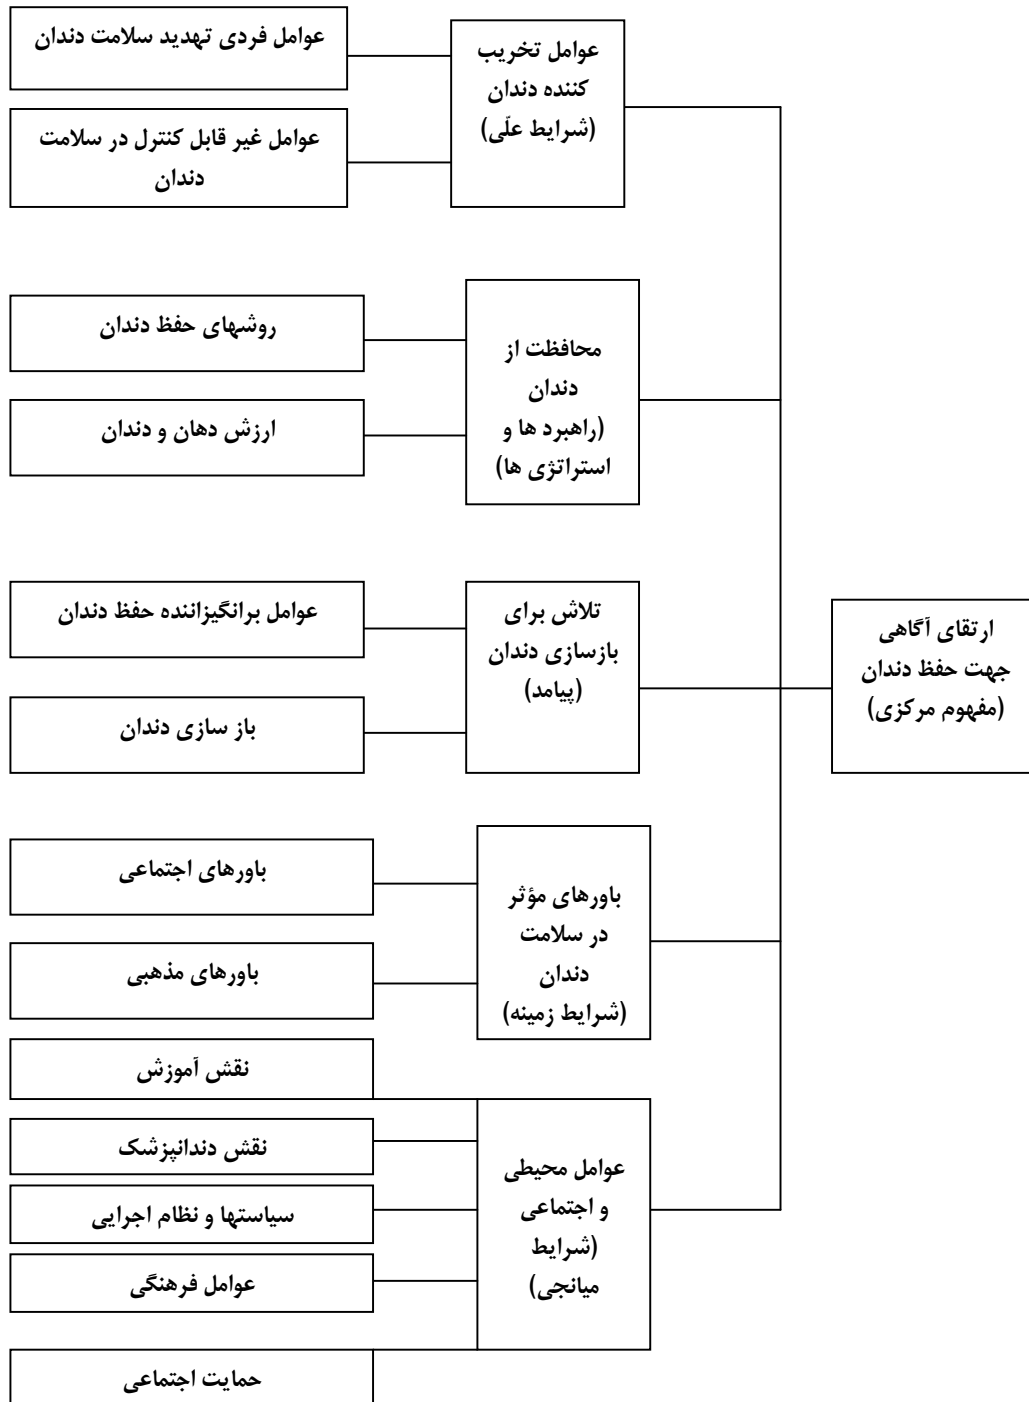 عوامل فردی تهدید سلامت دندان
عوامل غیر قابل کنترل در سلامت
دندان
عوامل تخریب
کننده دندان
(شرایط علّی)
روشهای حفظ دندان
ارزش دهان و دندان
محافظت از
دندان
(راهبرد ها و
استراتژی ها)
عوامل برانگیزاننده حفظ دندان
باز سازی دندان
تلاش برای
بازسازی دندان
(پیامد)
ارتقای آگاهی
جهت حفظ دندان
(مفهوم مرکزی)
باورهای اجتماعی
باورهای مذهبی
باورهای مؤثر
در سلامت
دندان
(شرایط زمینه)
نقش آموزش
نقش دندانپزشک
سیاستها و نظام اجرایی
عوامل فرهنگی
حمایت اجتماعی
عوامل محیطی
و اجتماعی
(شرایط
میانجی)